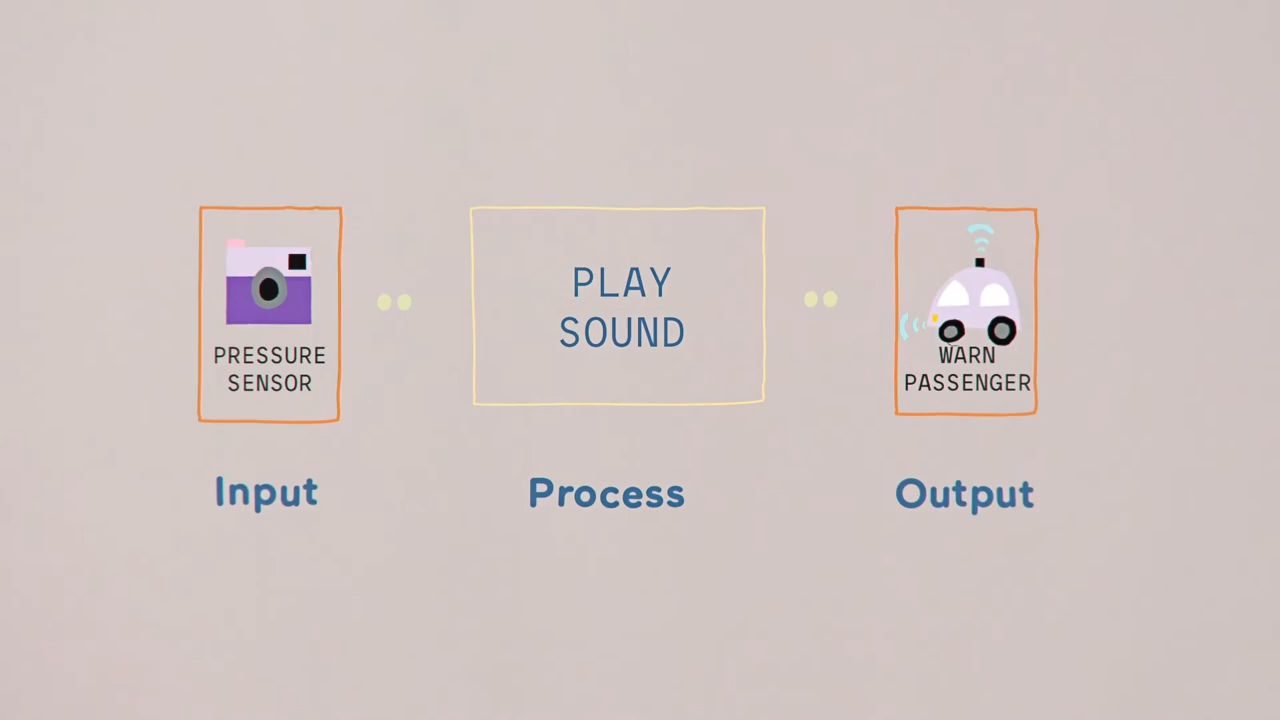 PRESSURE
SENSOR
PLAY
SOUND
WARN
PASSENGER
Input
Process
Output